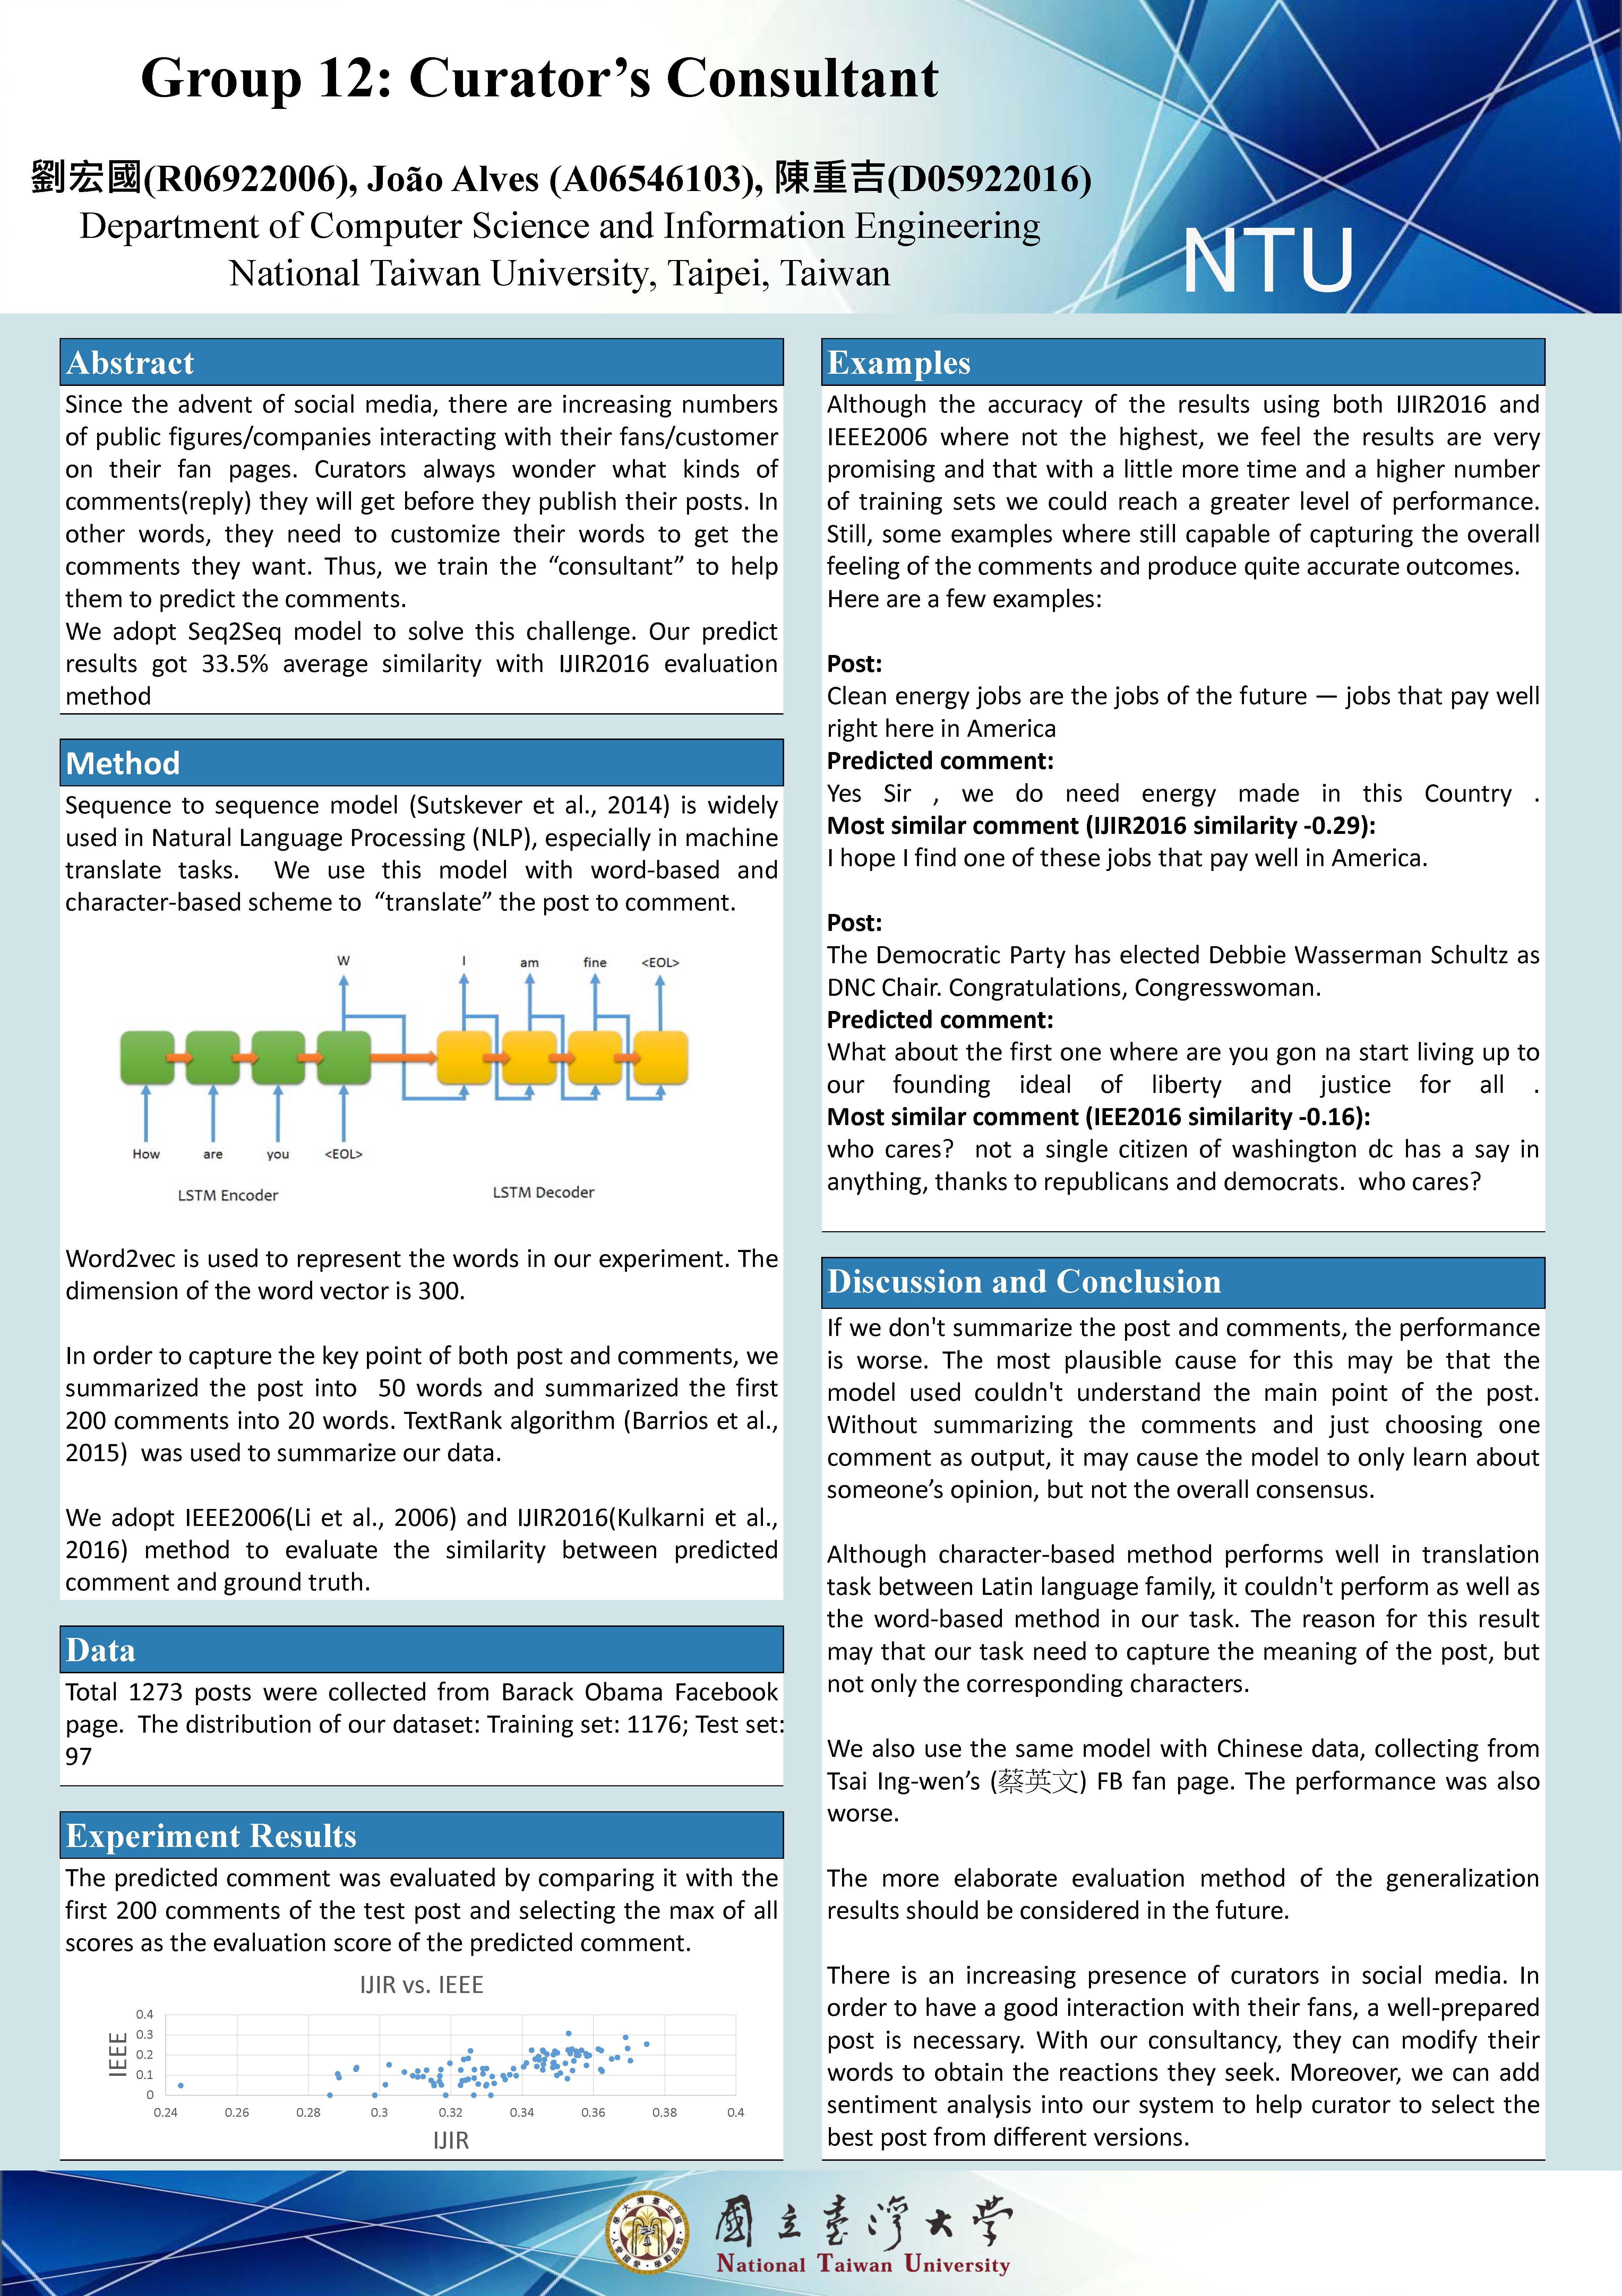 Group 12: Curator’s Consultant
劉宏國(R06922006), João Alves (A06546103), 陳重吉(D05922016)
Department of Computer Science and Information Engineering
National Taiwan University, Taipei, Taiwan
NTU
Abstract
Since the advent of social media, there are increasing numbers
of public figures/companies interacting with their fans/customer
on their fan pages. Curators always wonder what kinds of
comments(reply) they will get before they publish their posts. In
other words, they need to customize their words to get the
comments they want. Thus, we train the “consultant” to help
them to predict the comments.
We adopt Seq2Seq model to solve this challenge. Our predict
results got 33.5% average similarity with IJIR2016 evaluation
method
Method
Sequence to sequence model (Sutskever et al., 2014) is widely
used in Natural Language Processing (NLP), especially in machine
translate tasks. We use this model with word-based and
character-based scheme to “translate” the post to comment.
W I am fine <EOL>
How are you <EOL>
LSTM Encoder LSTM Decoder
Word2vec is used to represent the words in our experiment. The
dimension of the word vector is 300.
In order to capture the key point of both post and comments, we
summarized the post into 50 words and summarized the first
200 comments into 20 words. TextRank algorithm (Barrios et al.,
2015) was used to summarize our data.
We adopt IEEE2006(Li et al., 2006) and IJIR2016(Kulkarni et al.,
2016) method to evaluate the similarity between predicted
comment and ground truth.
Data
Total 1273 posts were collected from Barack Obama Facebook
page. The distribution of our dataset: Training set: 1176; Test set:
97
Experiment Results
The predicted comment was evaluated by comparing it with the
first 200 comments of the test post and selecting the max of all
scores as the evaluation score of the predicted comment.
IJIR vs. IEEE
IEEE
0.4
0.3
0.2
0.1
0
0.24 0.26 0.28 0.3 0.32 0.34 0.36 0.38 0.4
IJIR
Examples
Although the accuracy of the results using both IJIR2016 and
IEEE2006 where not the highest, we feel the results are very
promising and that with a little more time and a higher number
of training sets we could reach a greater level of performance.
Still, some examples where still capable of capturing the overall
feeling of the comments and produce quite accurate outcomes.
Here are a few examples:
Post:
Clean energy jobs are the jobs of the future — jobs that pay well
right here in America
Predicted comment:
Yes Sir , we do need energy made in this Country .
Most similar comment (IJIR2016 similarity -0.29):
I hope I find one of these jobs that pay well in America.
Post:
The Democratic Party has elected Debbie Wasserman Schultz as
DNC Chair. Congratulations, Congresswoman.
Predicted comment:
What about the first one where are you gon na start living up to
our founding ideal of liberty and justice for all .
Most similar comment (IEE2016 similarity -0.16):
who cares? not a single citizen of washington dc has a say in
anything, thanks to republicans and democrats. who cares?
Discussion and Conclusion
If we don't summarize the post and comments, the performance
is worse. The most plausible cause for this may be that the
model used couldn't understand the main point of the post.
Without summarizing the comments and just choosing one
comment as output, it may cause the model to only learn about
someone’s opinion, but not the overall consensus.
Although character-based method performs well in translation
task between Latin language family, it couldn't perform as well as
the word-based method in our task. The reason for this result
may that our task need to capture the meaning of the post, but
not only the corresponding characters.
We also use the same model with Chinese data, collecting from
Tsai Ing-wen’s (蔡英文) FB fan page. The performance was also
worse.
The more elaborate evaluation method of the generalization
results should be considered in the future.
There is an increasing presence of curators in social media. In
order to have a good interaction with their fans, a well-prepared
post is necessary. With our consultancy, they can modify their
words to obtain the reactions they seek. Moreover, we can add
sentiment analysis into our system to help curator to select the
best post from different versions.
國立臺灣大學
National Taiwan University